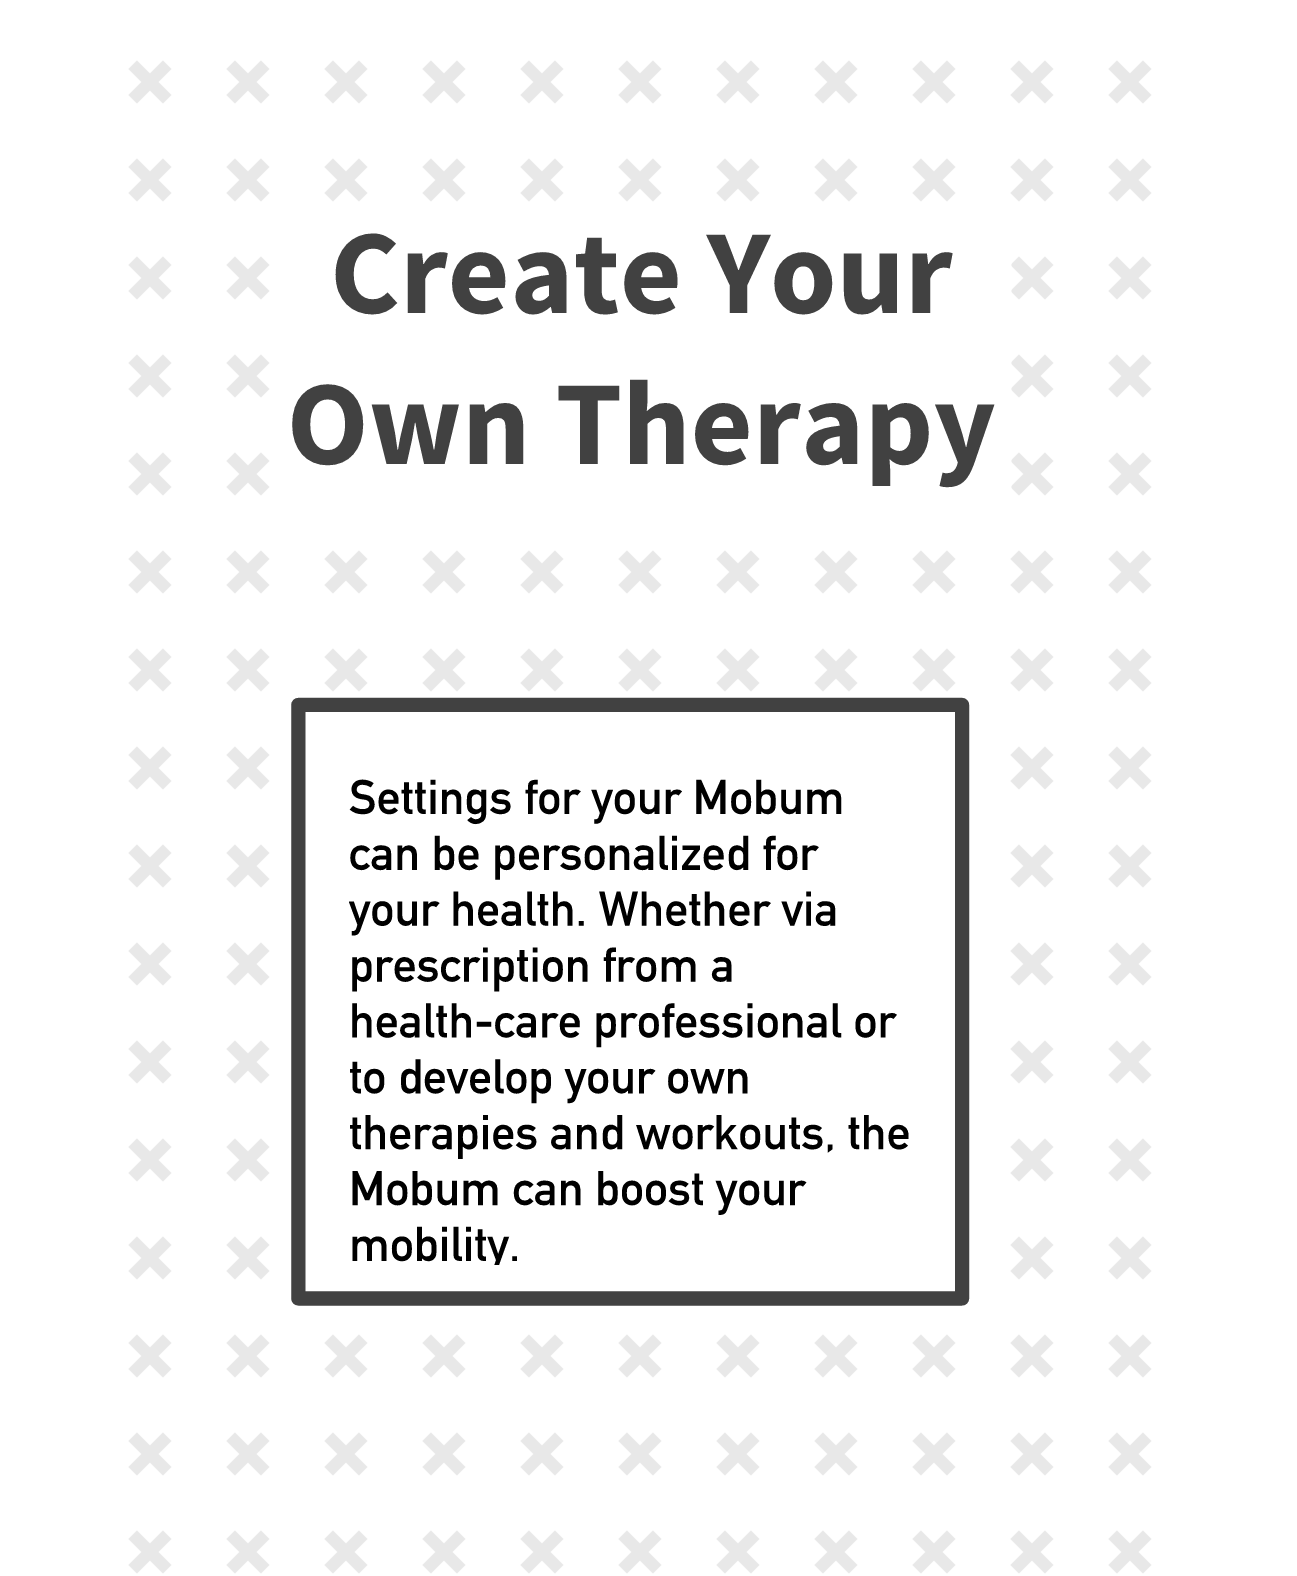 Create Your
Own Therapy
Settings for your Mobum
can be personalized for
your health. Whether via
prescription from a
health-care professional or
to develop your own
therapies and workouts, the
Mobum can boost your
mobility.